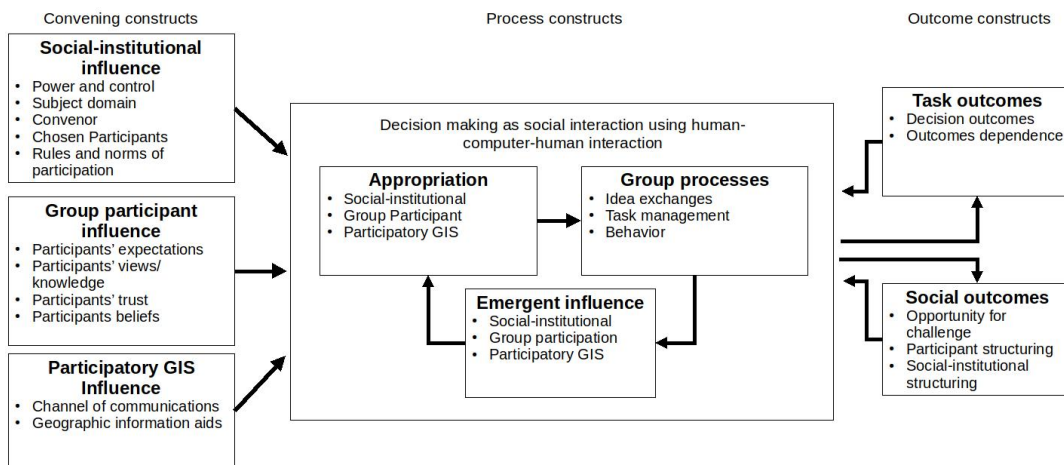 Convening constructs
Process constructs
Outcome constructs
Social-institutional
influence
• Power and control
• Subject domain
• Convenor
• Chosen Participants
• Rules and norms of
participation
Group participant
influence
• Participants' expectations
• Participants' views/
knowledge
• Participants' trust
• Participants beliefs
Participatory GIS
Influence
• Channel of communications
• Geographic information aids
Decision making as social interaction using human-
computer-human interaction
Appropriation
• Social-institutional
• Group Participant
• Participatory GIS
Group processes
• Idea exchanges
• Task management
• Behavior
Emergent influence
• Social-institutional
• Group participation
• Participatory GIS
Task outcomes
• Decision outcomes
• Outcomes dependence
Social outcomes
• Opportunity for
challenge
• Participant structuring
• Social-institutional
structuring